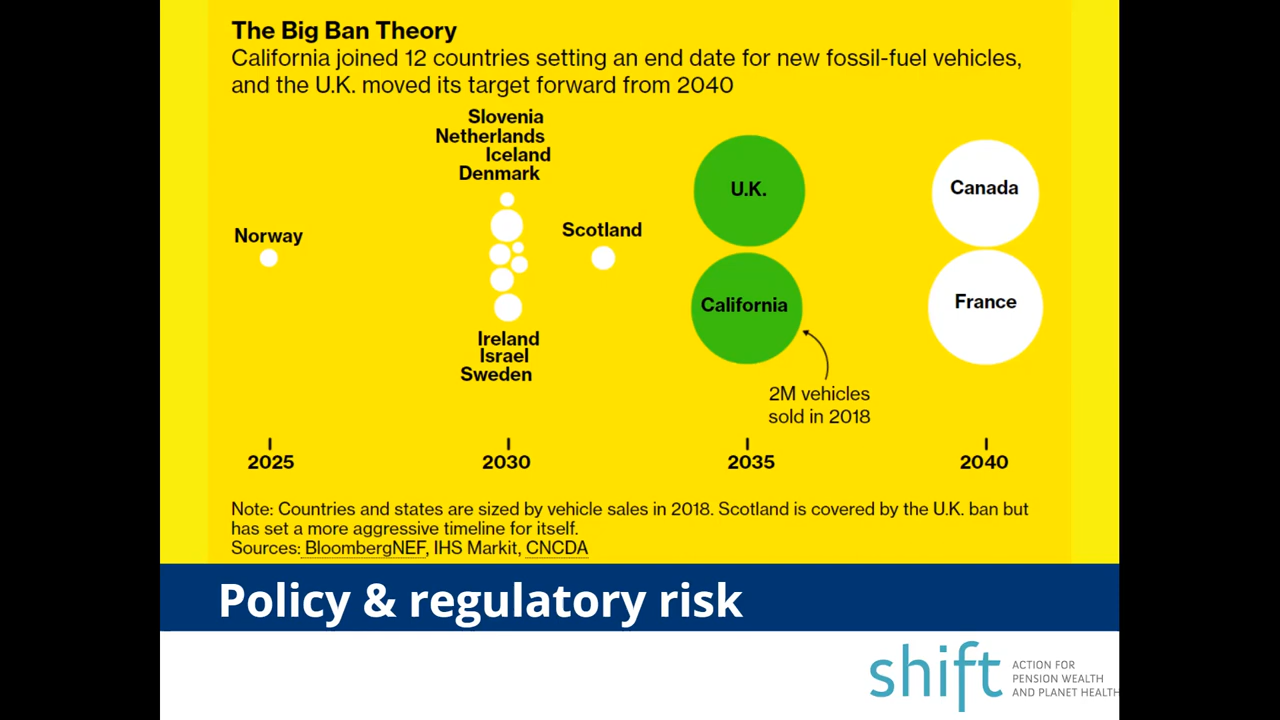 The Big Ban Theory
California joined 12 countries setting an end date for new fossil-fuel vehicles,
and the U.K. moved its target forward from 2040
Slovenia
Netherlands
Iceland
Denmark
Norway
Scotland
U.K.
Canada
California
France
Ireland
Israel
Sweden
2M vehicles
sold in 2018
2025
2030
2035
2040
Note: Countries and states are sized by vehicle sales in 2018. Scotland is covered by the U.K. ban but
has set a more aggressive timeline for itself.
Sources: BloombergNEF, IHS Markit, CNCDA
Policy & regulatory risk
shift
ACTION FOR
PENSION WEALTH
AND PLANET HEALTH